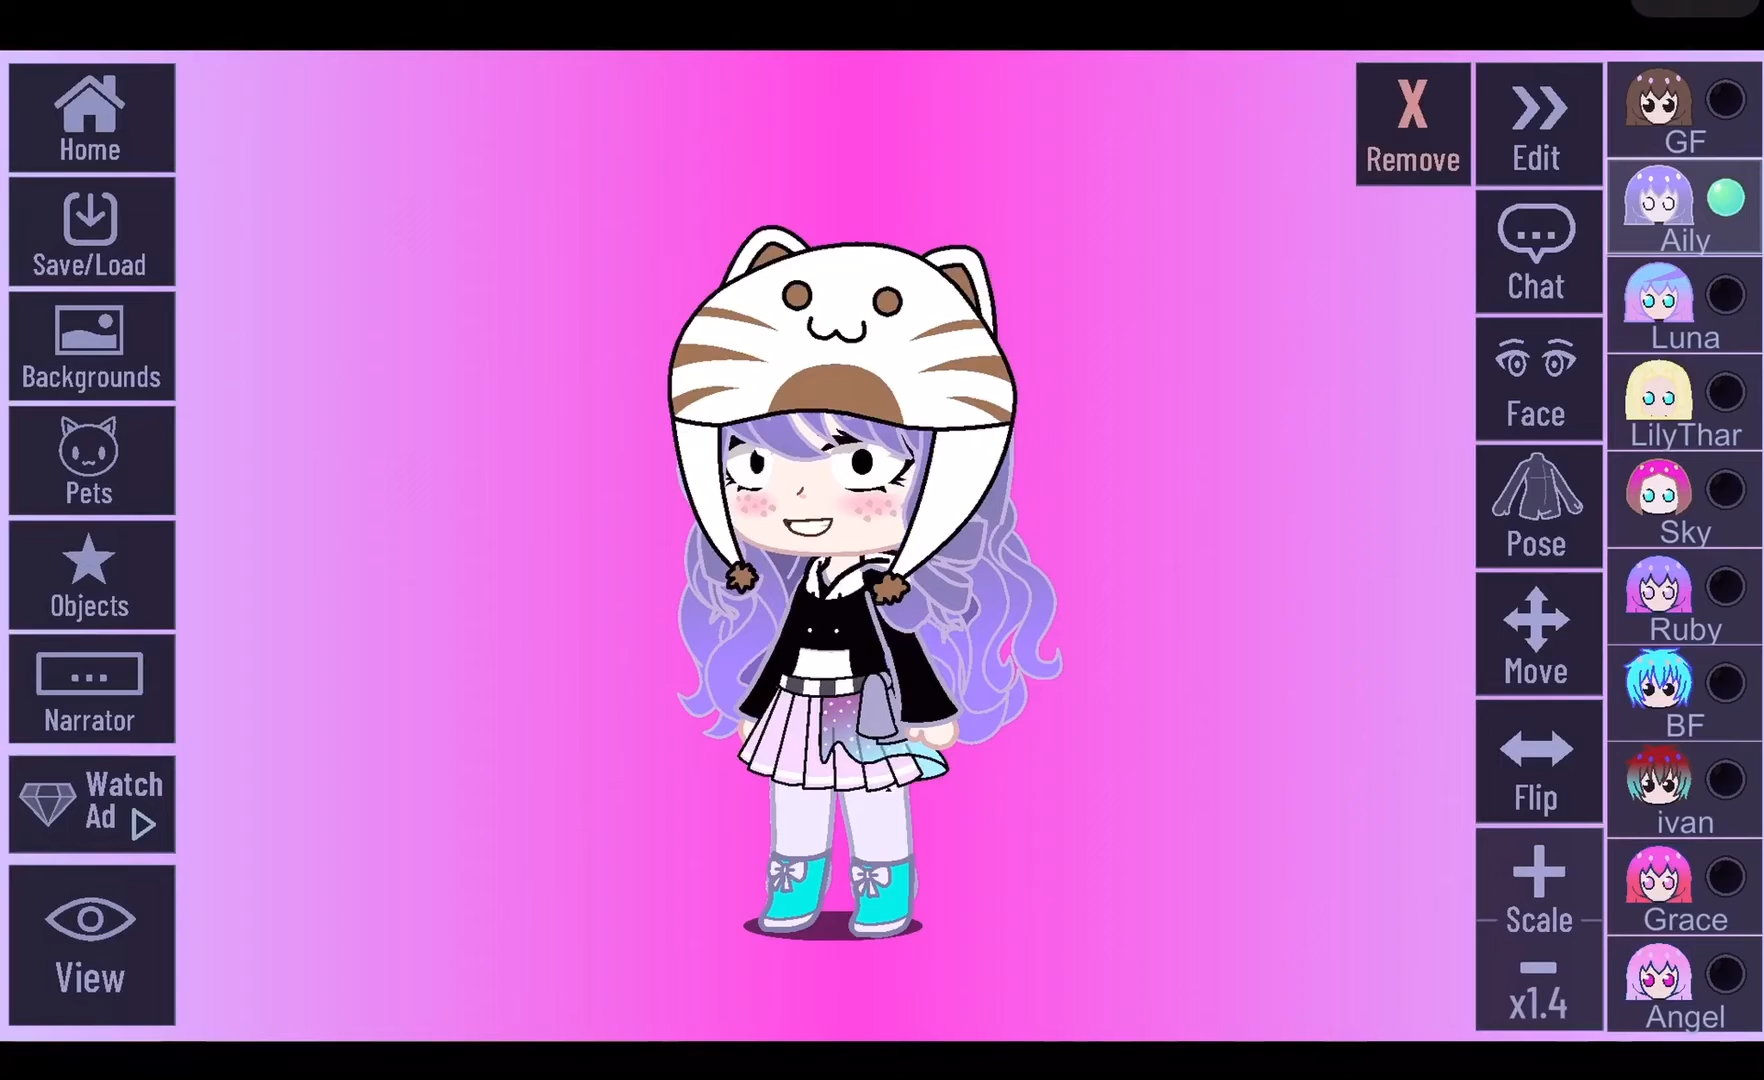 Home
Save/Load
Backgrounds
Pets
Objects
Narrator
Watch
Ad
View
X
Remove
Edit
Chat
Face
Pose
Move
Flip
Scale
x1.4
GF
Aily
Luna
LilyThar
Sky
Ruby
BF
ivan
Grace
Angel